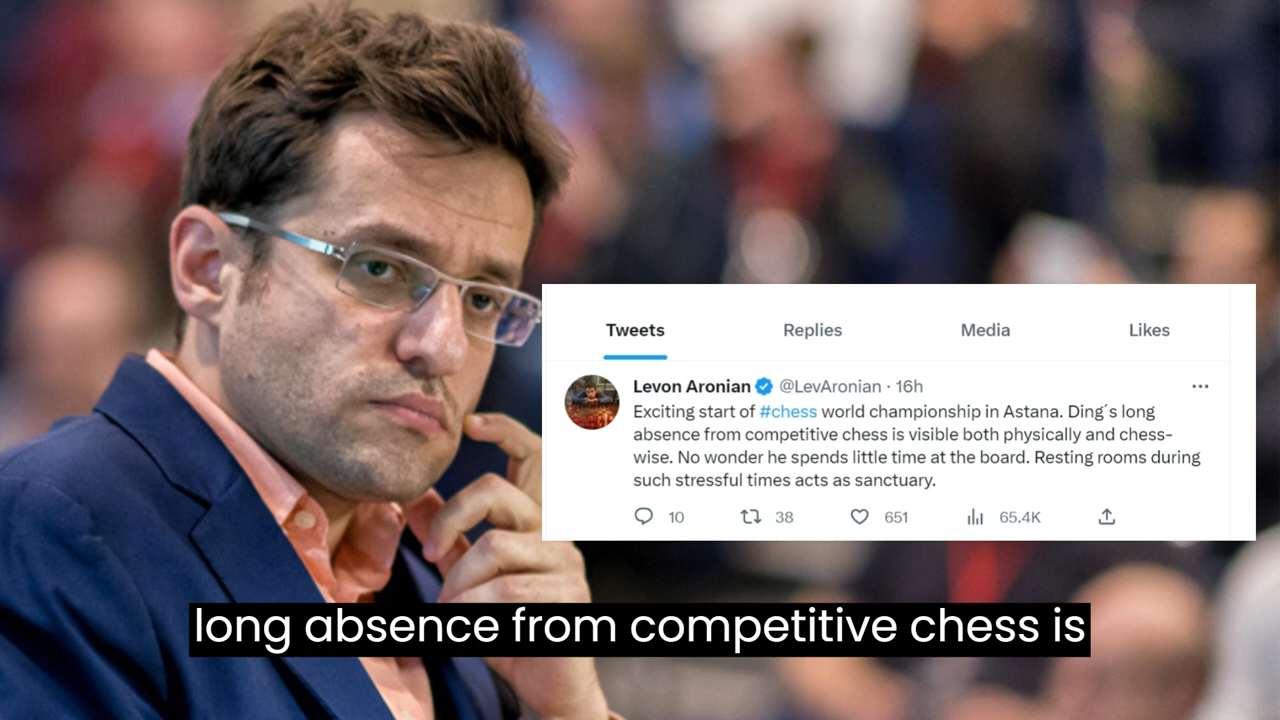 Tweets Replies Media Likes
Levon Aronian @LevAronian · 16h
Exciting start of #chess world championship in Astana. Ding´s long
absence from competitive chess is visible both physically and chess-
wise. No wonder he spends little time at the board. Resting rooms during
such stressful times acts as sanctuary.
10 38 651 65.4K
long absence from competitive chess is